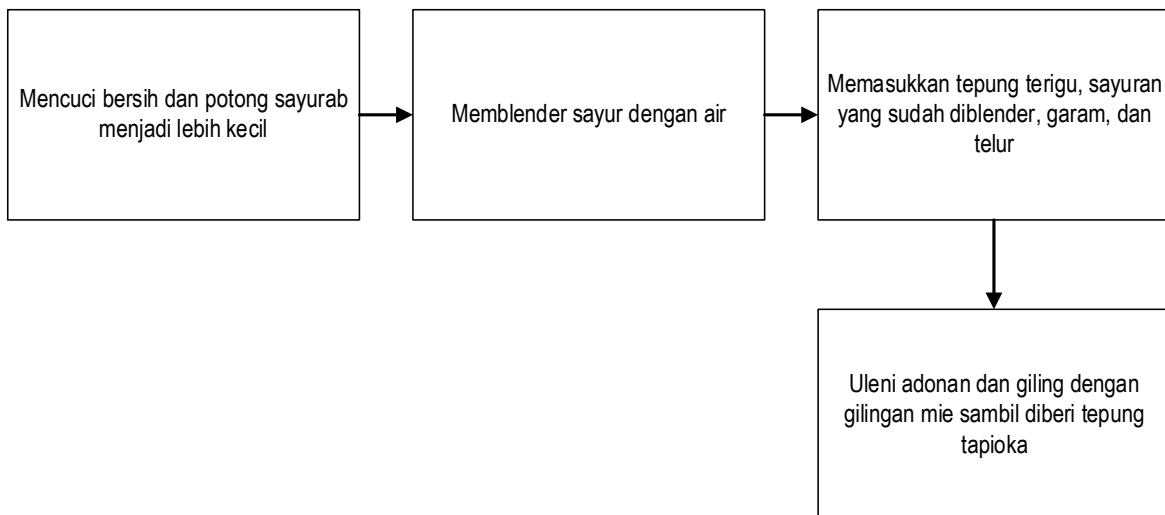 Mencuci bersih dan potong sayurab
menjadi lebih kecil
Memblender sayur dengan air
Memasukkan tepung terigu, sayuran
yang sudah diblender, garam, dan
telur
Uleni adonan dan giling dengan
gilingan mie sambil diberi tepung
tapioka